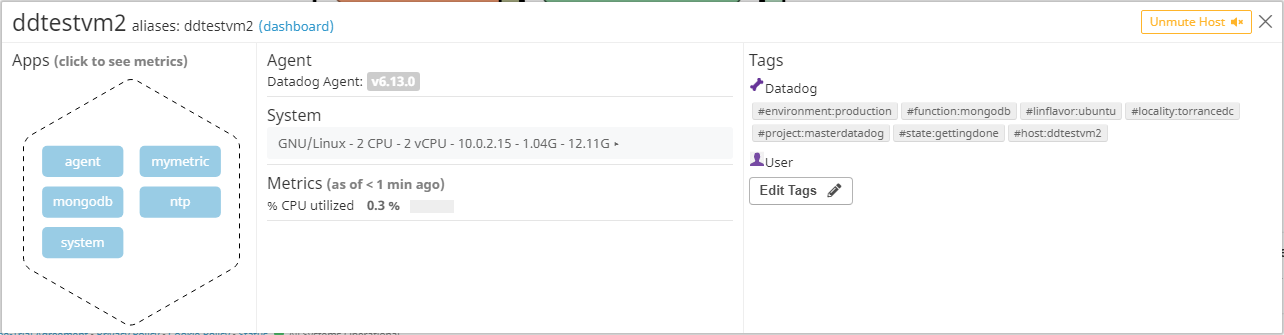 ddtestvm2 aliases: ddtestvm2 (dashboard)
Unmute Host
Apps (click to see metrics)
agent
mymetric
mongodb
ntp
system
Agent
Datadog Agent: v6.13.0
System
GNU/Linux - 2 CPU - 2 vCPU - 10.0.2.15 - 1.04G - 12.11G ▸
Metrics (as of < 1 min ago)
% CPU utilized 0.3 %
Tags
Datadog
#environment:production #function:mongodb #linflavor:ubuntu #locality:torrancedc
#project:masterdatadog #state:gettingdone #host:ddtestvm2
User
Edit Tags